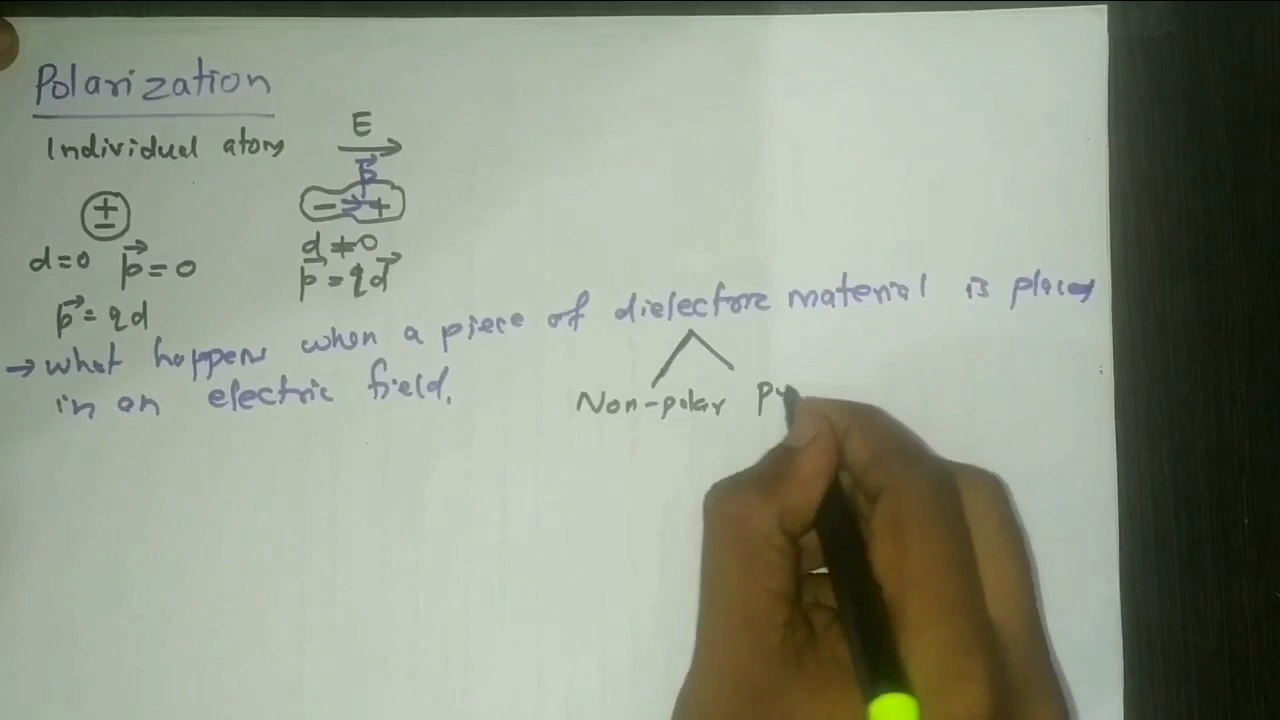 Polarization
Individual atom
E
p⃗
±
- → +
d=0 p⃗=0
d≠0
p⃗=qd⃗
p⃗=qd
→ what happens when a piece of dielectric material is placed
in an electric field.
Non-polar